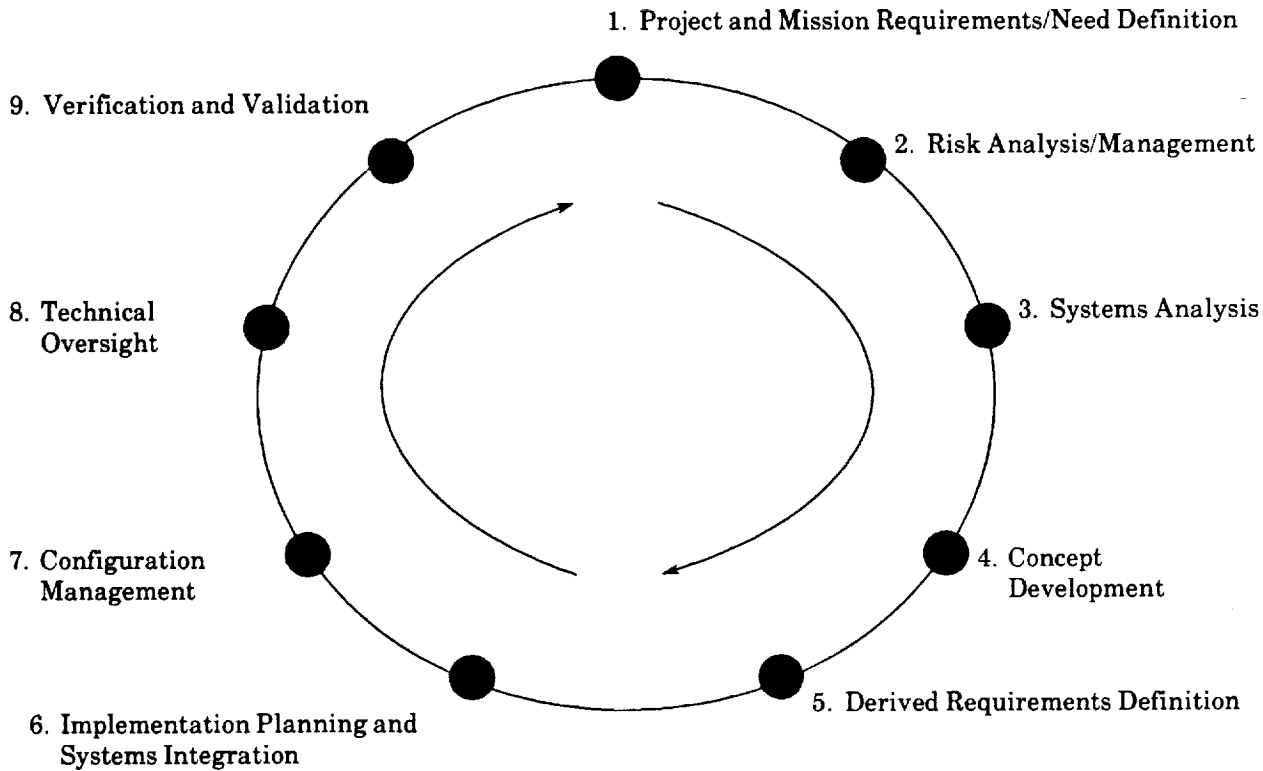 1. Project and Mission Requirements/Need Definition
2. Risk Analysis/Management
3. Systems Analysis
4. Concept
Development
5. Derived Requirements Definition
6. Implementation Planning and
Systems Integration
7. Configuration
Management
8. Technical
Oversight
9. Verification and Validation